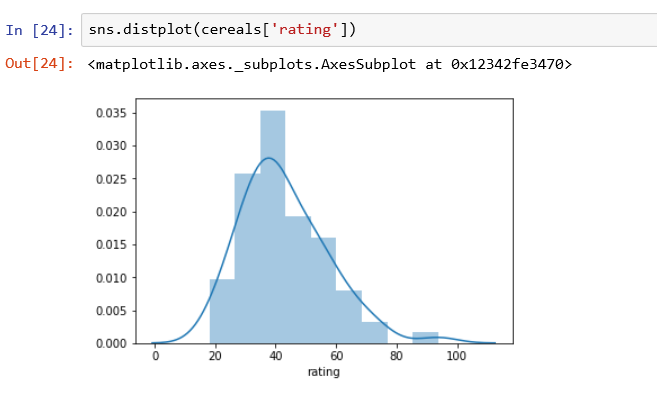 In [24]: sns.distplot(cereals['rating'])
Out[24]: <matplotlib.axes._subplots.AxesSubplot at 0x12342fe3470>
0.035
0.030
0.025
0.020
0.015
0.010
0.005
0.000
0 20 40 60 80 100
rating